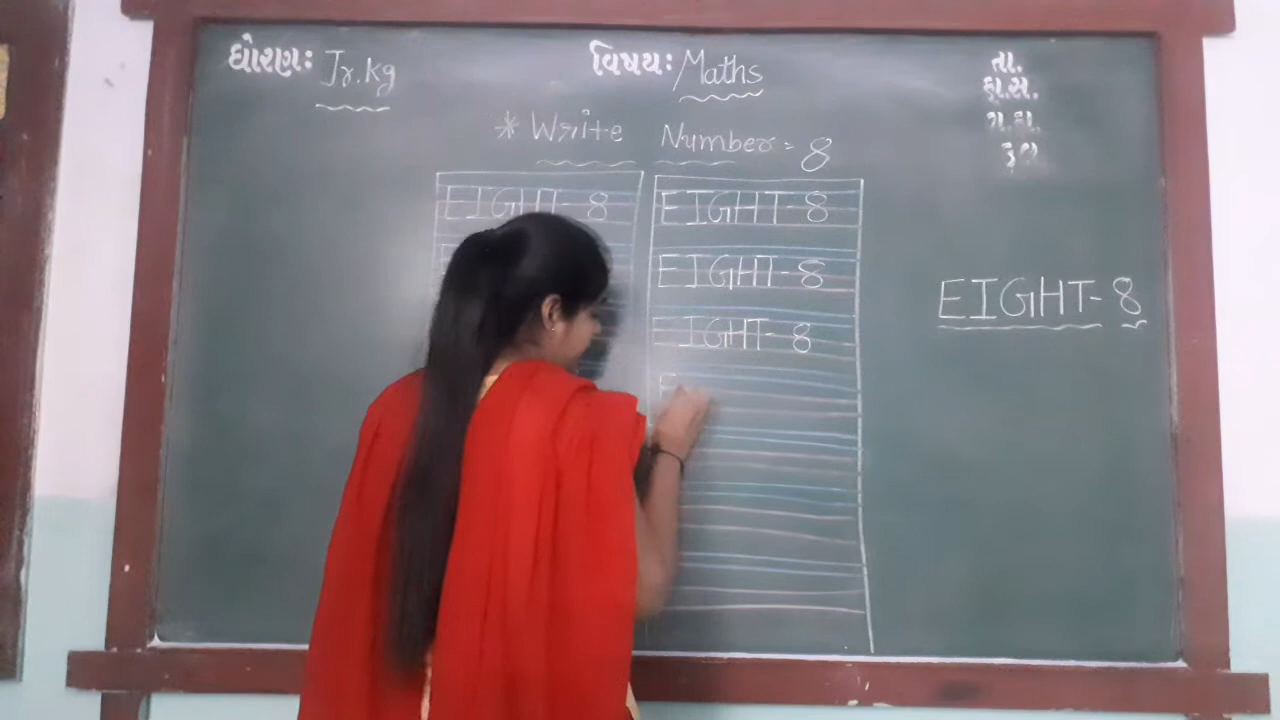 ધોરણ: Jr.kg
વિષય: Maths
તા.
* Write Number = 8
EIGHT- 8
EIGHT-8
EIGHT-8
EIGHT- 8
E
EIGHT- 8